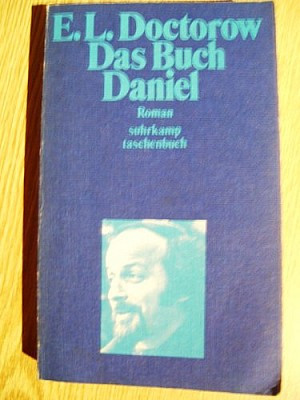 E. L. Doctorow
Das Buch
Daniel
Roman
suhrkamp
taschenbuch